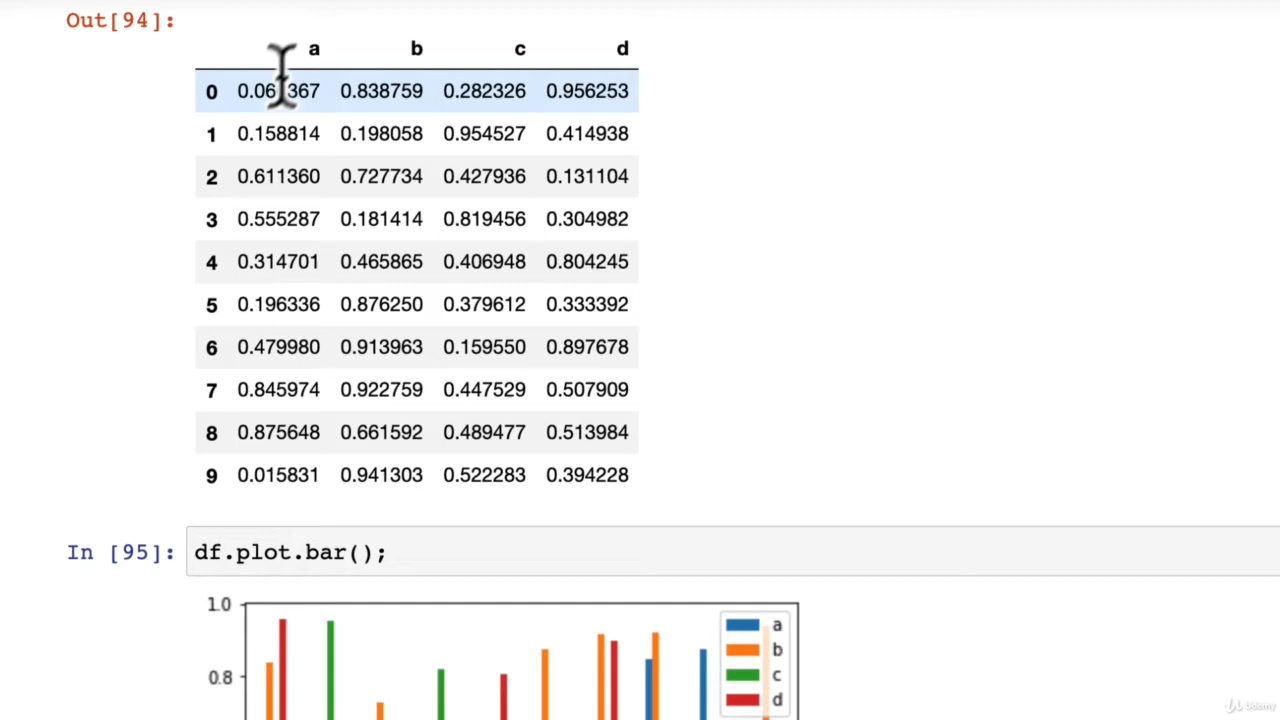 Out[94]:
a b c d
0 0.838759 0.282326 0.956253
1 0.158814 0.198058 0.954527 0.414938
2 0.611360 0.727734 0.427936 0.131104
3 0.555287 0.181414 0.819456 0.304982
4 0.314701 0.465865 0.406948 0.804245
5 0.196336 0.876250 0.379612 0.333392
6 0.479980 0.913963 0.159550 0.897678
7 0.845974 0.922759 0.447529 0.507909
8 0.875648 0.661592 0.489477 0.513984
9 0.015831 0.941303 0.522283 0.394228
In [95]: df.plot.bar();
1.0
0.8
a
b
c
d
Udemy